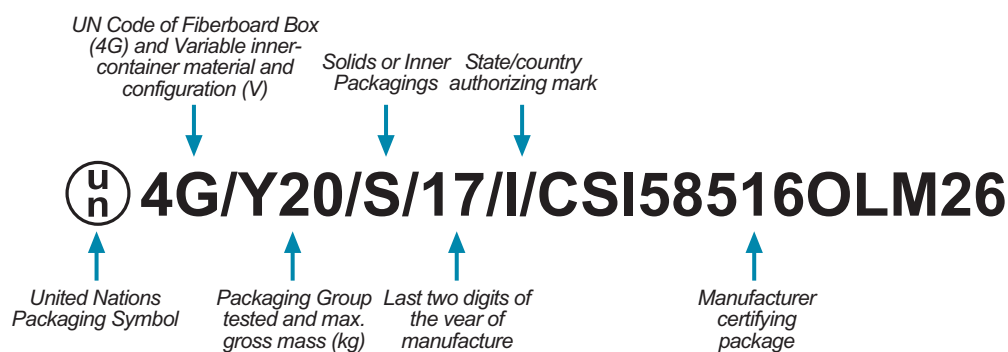 UN Code of Fiberboard Box
(4G) and Variable inner-
container material and
configuration (V)
Solids or Inner
Packagings
State/country
authorizing mark
u
n
4G/Y20/S/17/I/CSI58516OLM26
United Nations
Packaging Symbol
Packaging Group
tested and max.
gross mass (kg)
Last two digits of
the vear of
manufacture
Manufacturer
certifying
package